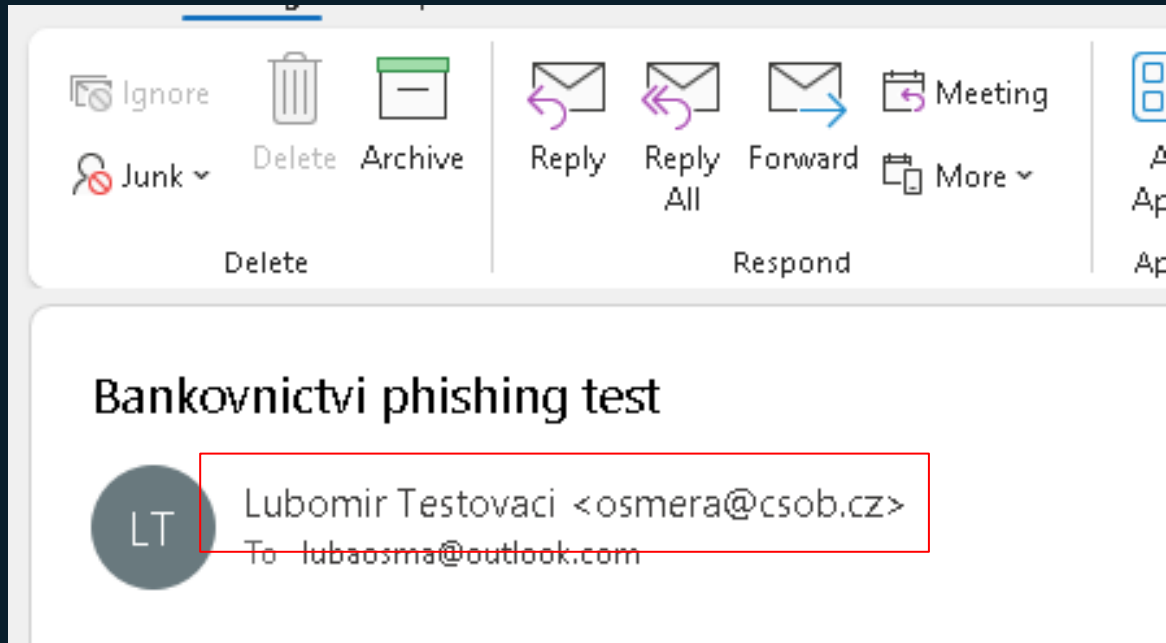 Ignore
Junk
Delete
Archive
Reply
Reply All
Forward
Meeting
More
Delete
Respond
Bankovnictvi phishing test
LT
Lubomir Testovaci <osmera@csob.cz>
To lubaosma@outlook.com